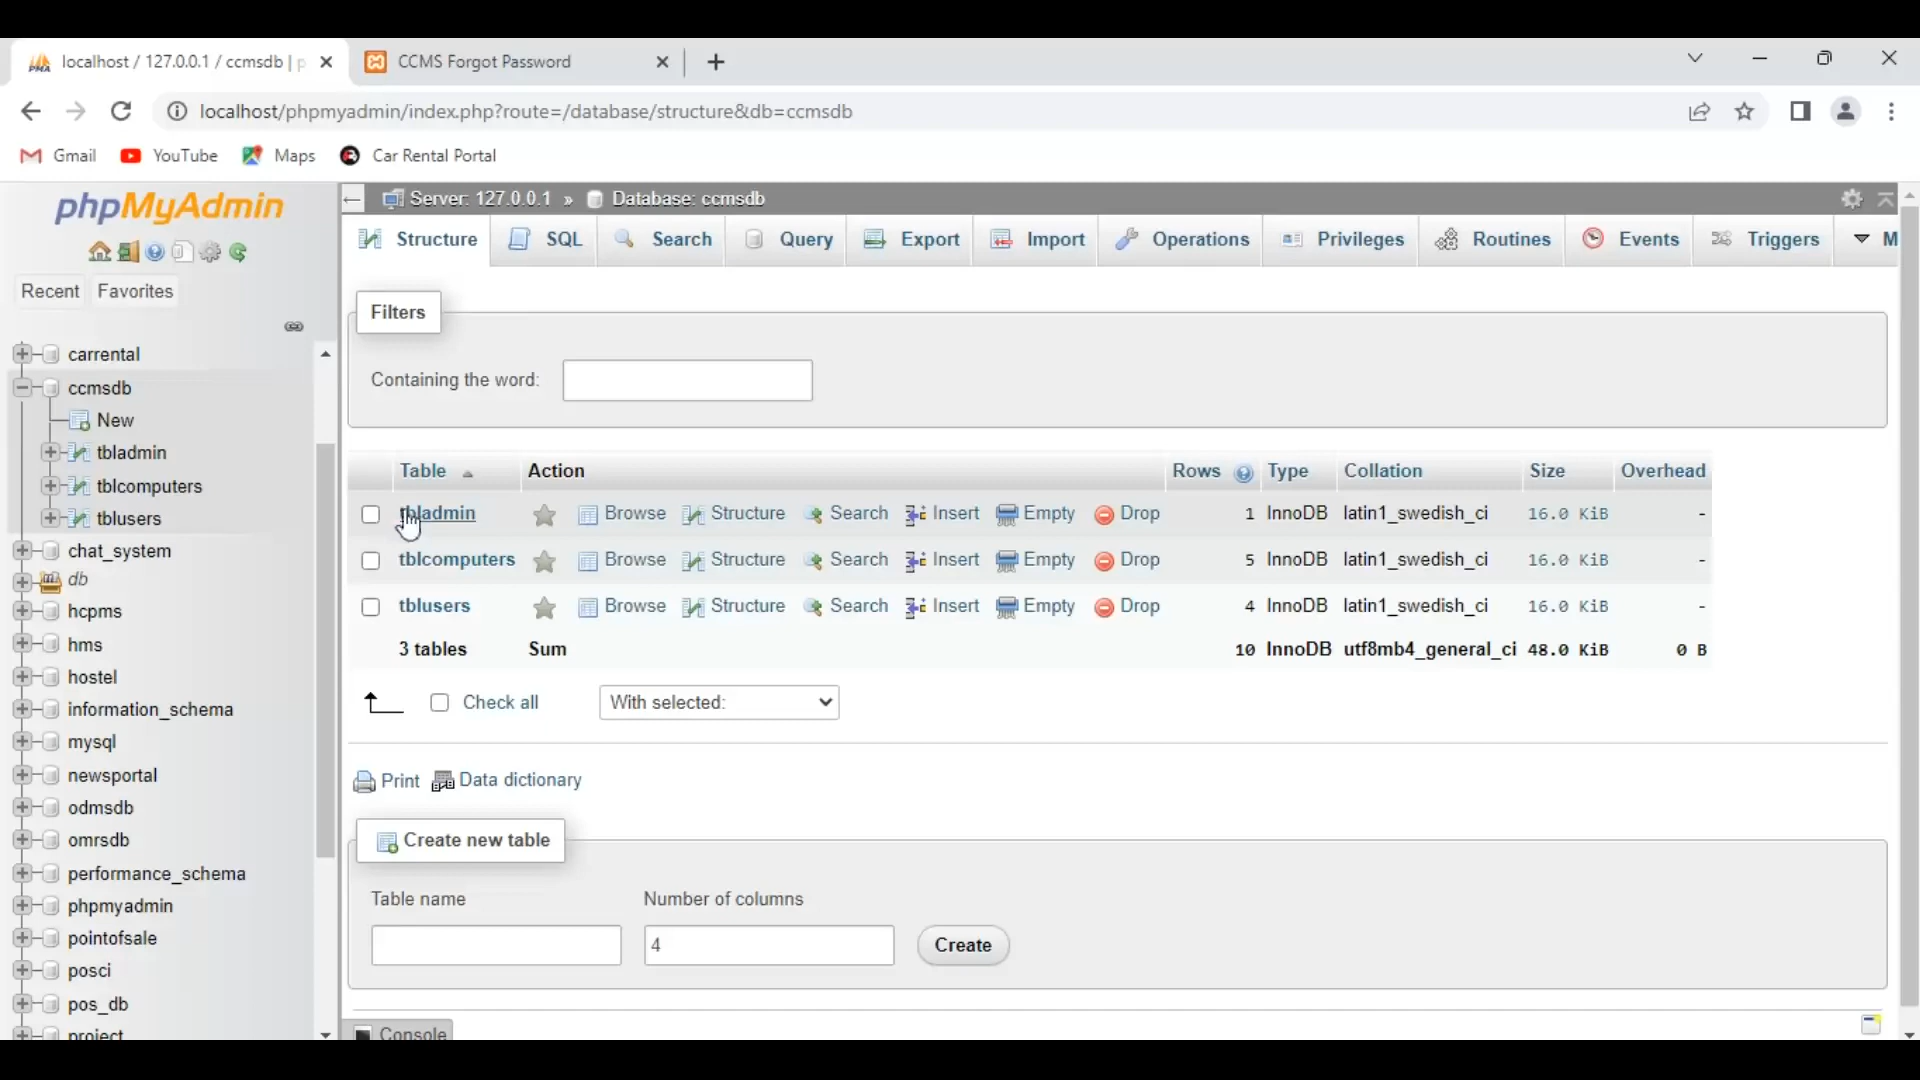 localhost / 127.0.0.1 / ccmsdb | p
CCMS Forgot Password
localhost/phpmyadmin/index.php?route=/database/structure&db=ccmsdb
Gmail YouTube Maps Car Rental Portal
phpMyAdmin
Recent Favorites
carrental
ccmsdb
New
tbladmin
tblcomputers
tblusers
chat_system
db
hcpms
hms
hostel
information_schema
mysql
newsportal
odmsdb
omrsdb
performance_schema
phpmyadmin
pointofsale
posci
pos_db
project
Server: 127.0.0.1 » Database: ccmsdb
Structure SQL Search Query Export Import Operations Privileges Routines Events Triggers M
Filters
Containing the word:
Table Action Rows Type Collation Size Overhead
tbladmin Browse Structure Search Insert Empty Drop 1 InnoDB latin1_swedish_ci 16.0 KiB -
tblcomputers Browse Structure Search Insert Empty Drop 5 InnoDB latin1_swedish_ci 16.0 KiB -
tblusers Browse Structure Search Insert Empty Drop 4 InnoDB latin1_swedish_ci 16.0 KiB -
3 tables Sum 10 InnoDB utf8mb4_general_ci 48.0 KiB 0 B
Check all With selected:
Print Data dictionary
Create new table
Table name Number of columns
4 Create
Console